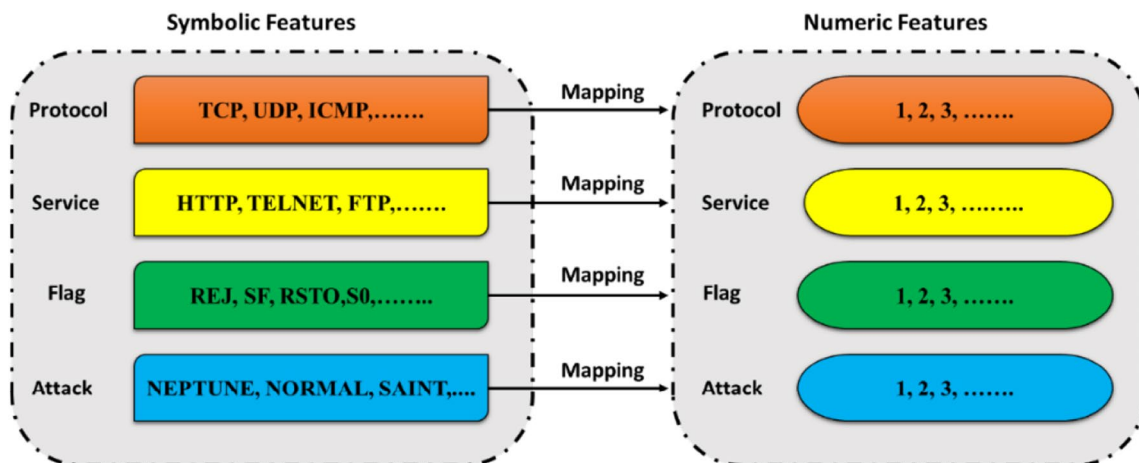 Symbolic Features
Numeric Features
Protocol
TCP, UDP, ICMP,…….
Mapping
Protocol
1, 2, 3, …….
Service
HTTP, TELNET, FTP,…….
Mapping
Service
1, 2, 3, ……...
Flag
REJ, SF, RSTO,S0,……..
Mapping
Flag
1, 2, 3, …….
Attack
NEPTUNE, NORMAL, SAINT,....
Mapping
Attack
1, 2, 3, …….